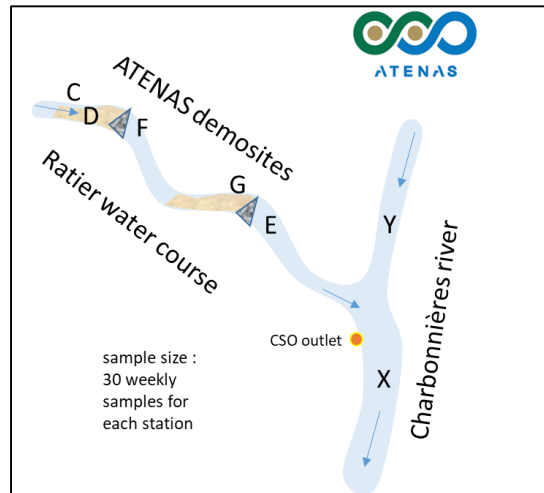 ATENAS
ATENAS demosites
C
D
F
G
E
Y
Ratier water course
CSO outlet
X
Charbonnières river
sample size :
30 weekly
samples for
each station